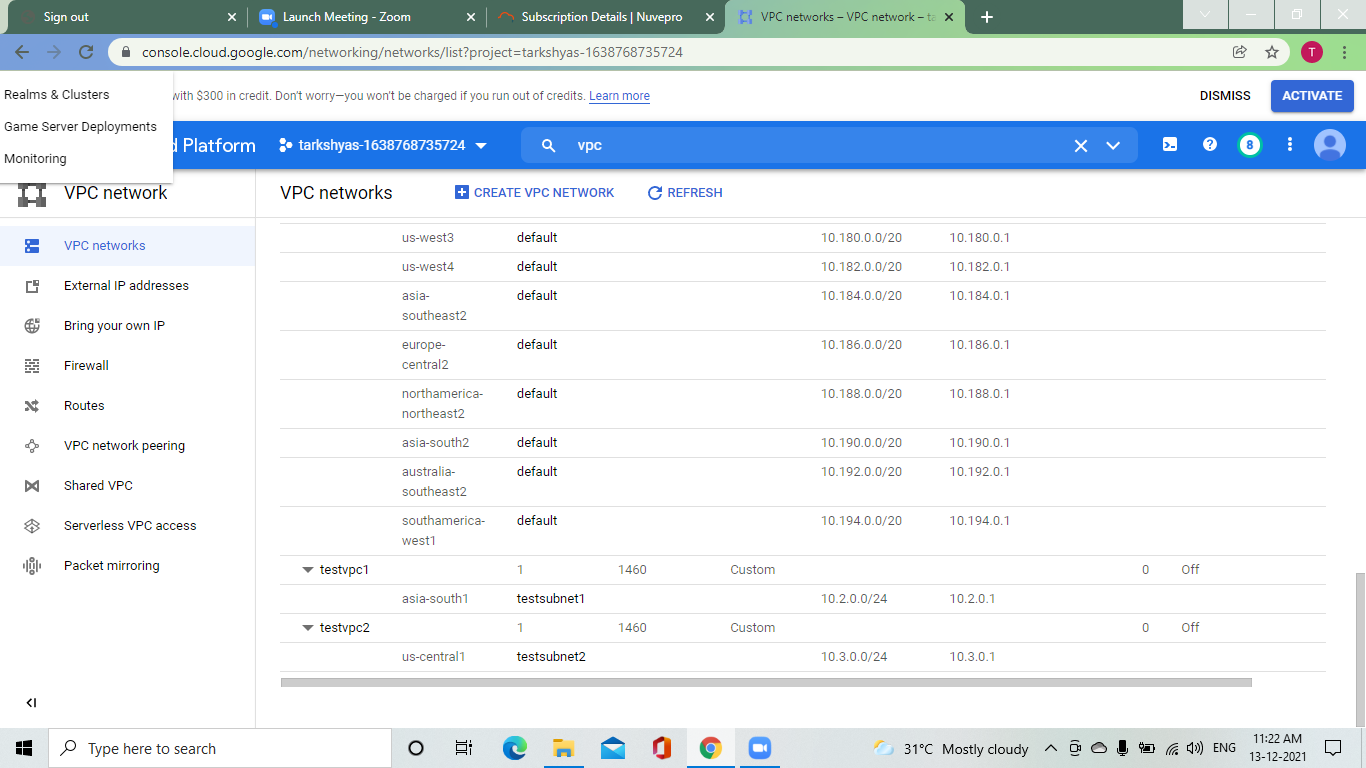 Sign out
Launch Meeting - Zoom
Subscription Details | Nuvepro
VPC networks – VPC network – ta
console.cloud.google.com/networking/networks/list?project=tarkshyas-1638768735724
T
Realms & Clusters
Game Server Deployments
Monitoring
with $300 in credit. Don't worry—you won't be charged if you run out of credits. Learn more
DISMISS
ACTIVATE
d Platform
tarkshyas-1638768735724
vpc
8
VPC network
VPC networks
CREATE VPC NETWORK
REFRESH
VPC networks
External IP addresses
Bring your own IP
Firewall
Routes
VPC network peering
Shared VPC
Serverless VPC access
Packet mirroring
us-west3 default 10.180.0.0/20 10.180.0.1
us-west4 default 10.182.0.0/20 10.182.0.1
asia-
southeast2 default 10.184.0.0/20 10.184.0.1
europe-
central2 default 10.186.0.0/20 10.186.0.1
northamerica-
northeast2 default 10.188.0.0/20 10.188.0.1
asia-south2 default 10.190.0.0/20 10.190.0.1
australia-
southeast2 default 10.192.0.0/20 10.192.0.1
southamerica-
west1 default 10.194.0.0/20 10.194.0.1
testvpc1 1 1460 Custom 0 Off
asia-south1 testsubnet1 10.2.0.0/24 10.2.0.1
testvpc2 1 1460 Custom 0 Off
us-central1 testsubnet2 10.3.0.0/24 10.3.0.1
Type here to search
31°C Mostly cloudy
ENG
11:22 AM
13-12-2021